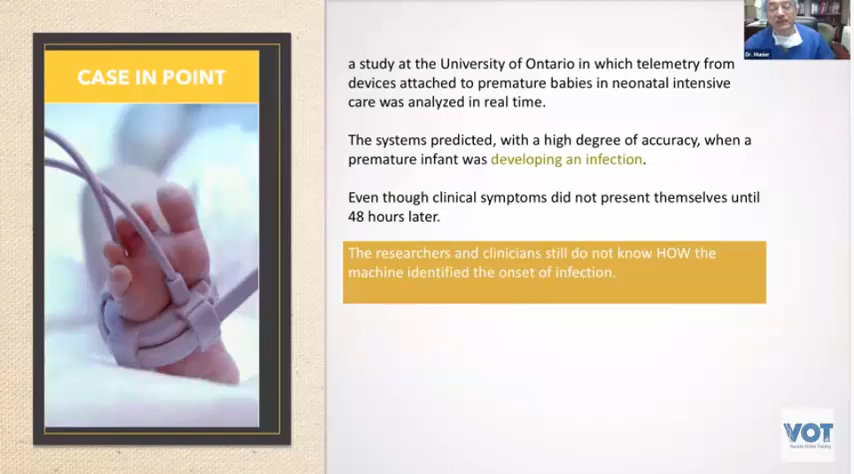 CASE IN POINT
a study at the University of Ontario in which telemetry from
devices attached to premature babies in neonatal intensive
care was analyzed in real time.
The systems predicted, with a high degree of accuracy, when a
premature infant was developing an infection.
Even though clinical symptoms did not present themselves until
48 hours later.
The researchers and clinicians still do not know HOW the
machine identified the onset of infection.
VOT